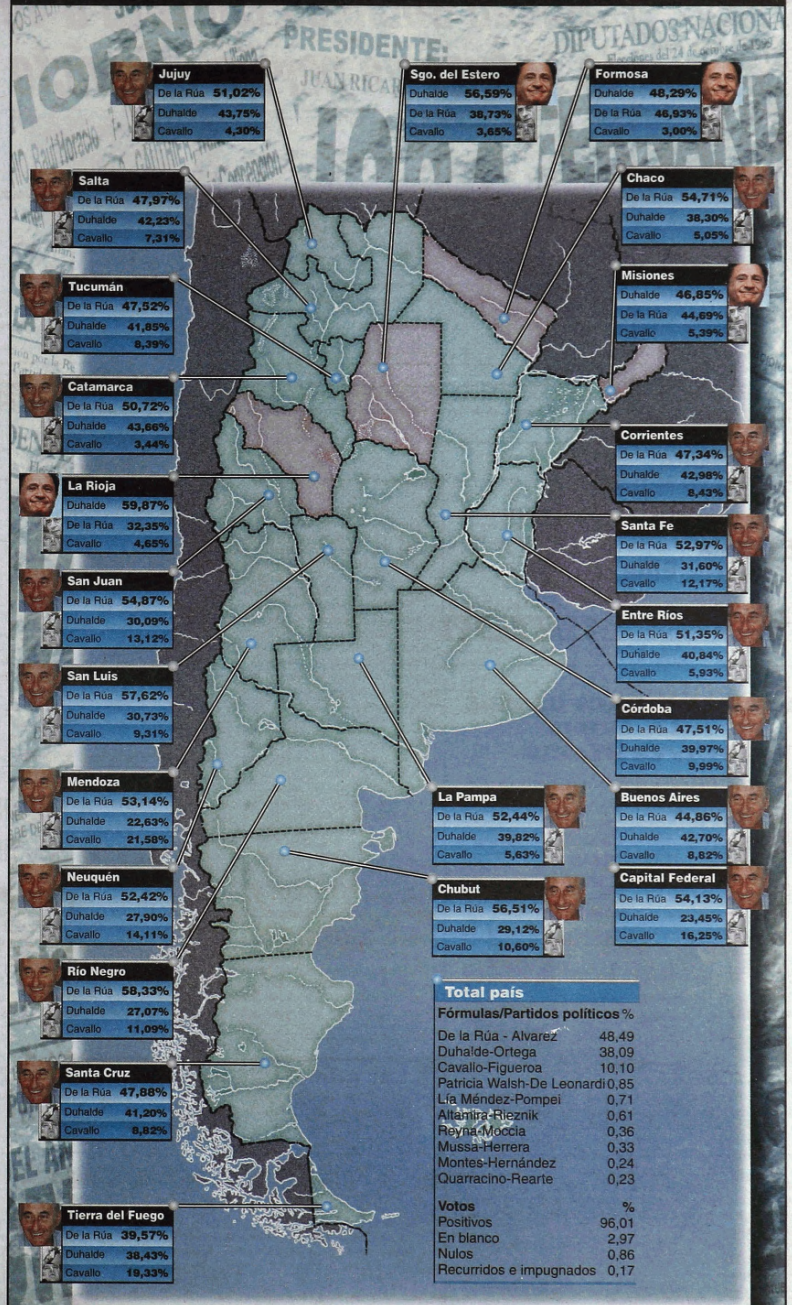 PRESIDENTE:
DIPUTADOS NACIONA
Jujuy
De la Rúa 51,02%
Duhalde 43,75%
Cavallo 4,30%
Sgo. del Estero
Duhalde 56,59%
De la Rúa 38,73%
Cavallo 3,65%
Formosa
Duhalde 48,29%
De la Rúa 46,93%
Cavallo 3,00%
Salta
De la Rúa 47,97%
Duhalde 42,23%
Cavallo 7,31%
Chaco
De la Rúa 54,71%
Duhalde 38,30%
Cavallo 5,05%
Tucumán
De la Rúa 47,52%
Duhalde 41,85%
Cavallo 8,39%
Misiones
Duhalde 46,85%
De la Rúa 44,69%
Cavallo 5,39%
Catamarca
De la Rúa 50,72%
Duhalde 43,66%
Cavallo 3,44%
Corrientes
De la Rúa 47,34%
Duhalde 42,98%
Cavallo 8,43%
La Rioja
Duhalde 59,87%
De la Rúa 32,35%
Cavallo 4,65%
Santa Fe
De la Rúa 52,97%
Duhalde 31,60%
Cavallo 12,17%
San Juan
De la Rúa 54,87%
Duhalde 30,09%
Cavallo 13,12%
Entre Ríos
De la Rúa 51,35%
Duhalde 40,84%
Cavallo 5,93%
San Luis
De la Rúa 57,62%
Duhalde 30,73%
Cavallo 9,31%
Córdoba
De la Rúa 47,51%
Duhalde 39,97%
Cavallo 9,99%
Mendoza
De la Rúa 53,14%
Duhalde 22,63%
Cavallo 21,58%
La Pampa
De la Rúa 52,44%
Duhalde 39,82%
Cavallo 5,63%
Buenos Aires
De la Rúa 44,86%
Duhalde 42,70%
Cavallo 8,82%
Neuquén
De la Rúa 52,42%
Duhalde 27,90%
Cavallo 14,11%
Chubut
De la Rúa 56,51%
Duhalde 29,12%
Cavallo 10,60%
Capital Federal
De la Rúa 54,13%
Duhalde 23,45%
Cavallo 16,25%
Río Negro
De la Rúa 58,33%
Duhalde 27,07%
Cavallo 11,09%
Santa Cruz
De la Rúa 47,88%
Duhalde 41,20%
Cavallo 8,82%
Tierra del Fuego
De la Rúa 39,57%
Duhalde 38,43%
Cavallo 19,33%
Total país
Fórmulas/Partidos políticos %
De la Rúa - Alvarez 48,49
Duhalde-Ortega 38,09
Cavallo-Figueroa 10,10
Patricia Walsh-De Leonardi 0,85
Lía Méndez-Pompei 0,71
Altamira-Rieznik 0,61
Reyna-Moccia 0,36
Mussa-Herrera 0,33
Montes-Hernández 0,24
Quarracino-Rearte 0,23
Votos %
Positivos 96,01
En blanco 2,97
Nulos 0,86
Recurridos e impugnados 0,17